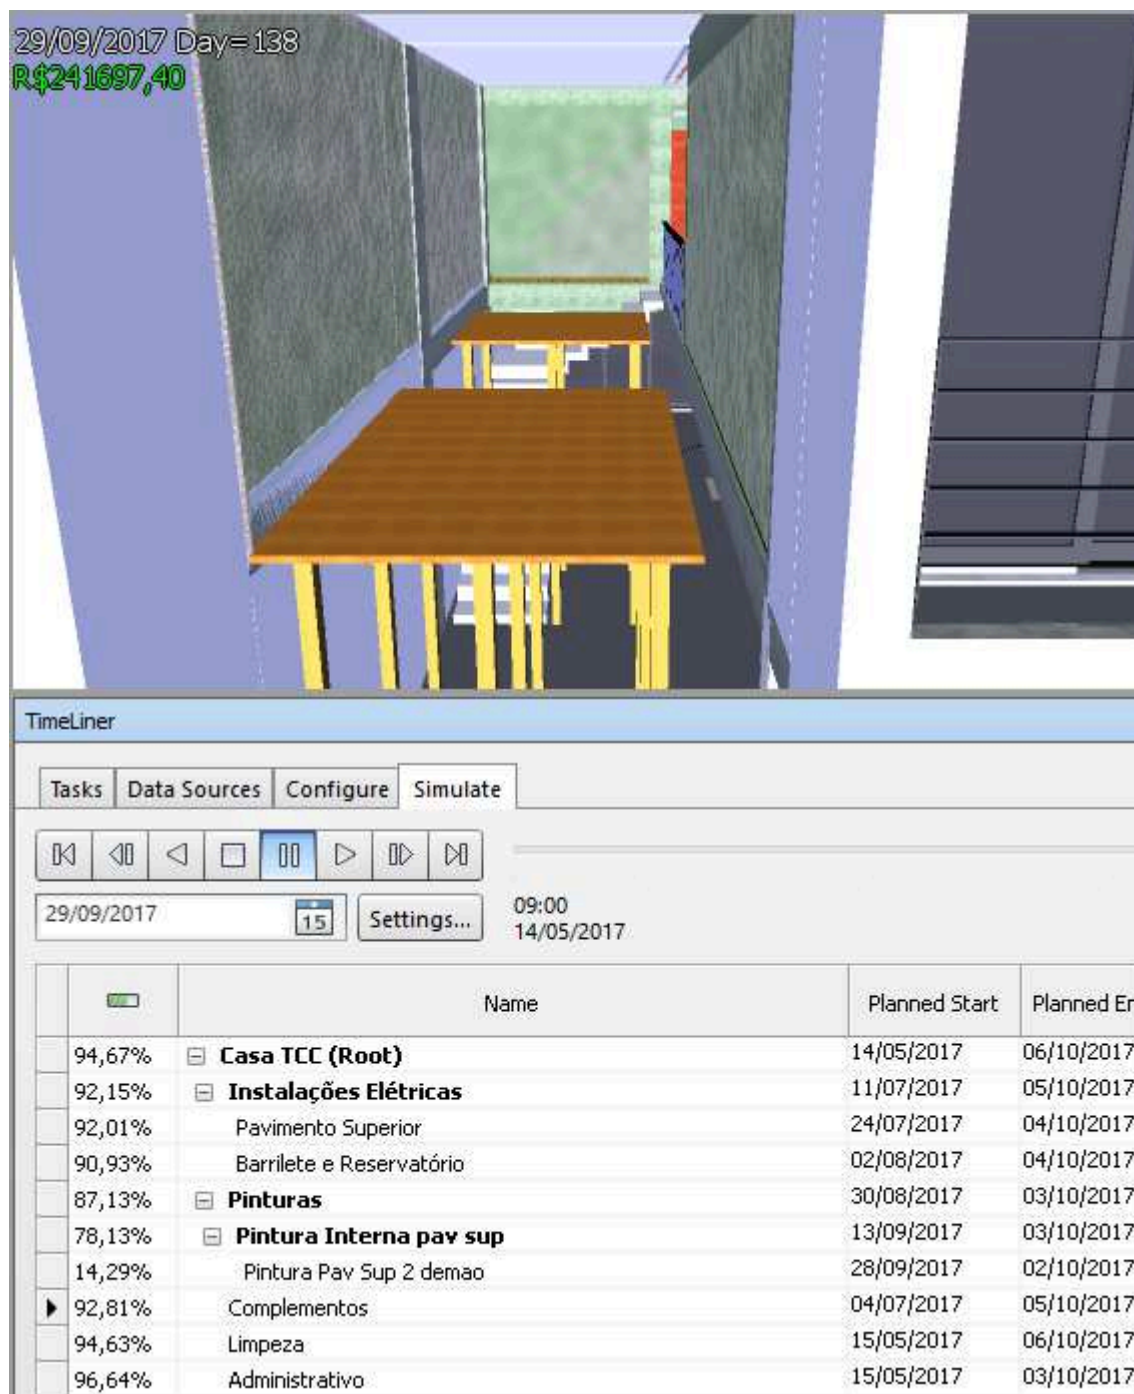 29/09/2017 Day=138
R$241697,40
TimeLiner
Tasks Data Sources Configure Simulate
29/09/2017 15 Settings... 09:00
14/05/2017
Name Planned Start Planned
94,67% Casa TCC (Root) 14/05/2017 06/10/2017
92,15% Instalações Elétricas 11/07/2017 05/10/2017
92,01% Pavimento Superior 24/07/2017 04/10/2017
90,93% Barrilete e Reservatório 02/08/2017 04/10/2017
87,13% Pinturas 30/08/2017 03/10/2017
78,13% Pintura Interna pav sup 13/09/2017 03/10/2017
14,29% Pintura Pav Sup 2 demao 28/09/2017 02/10/2017
92,81% Complementos 04/07/2017 05/10/2017
94,63% Limpeza 15/05/2017 06/10/2017
96,64% Administrativo 15/05/2017 03/10/2017